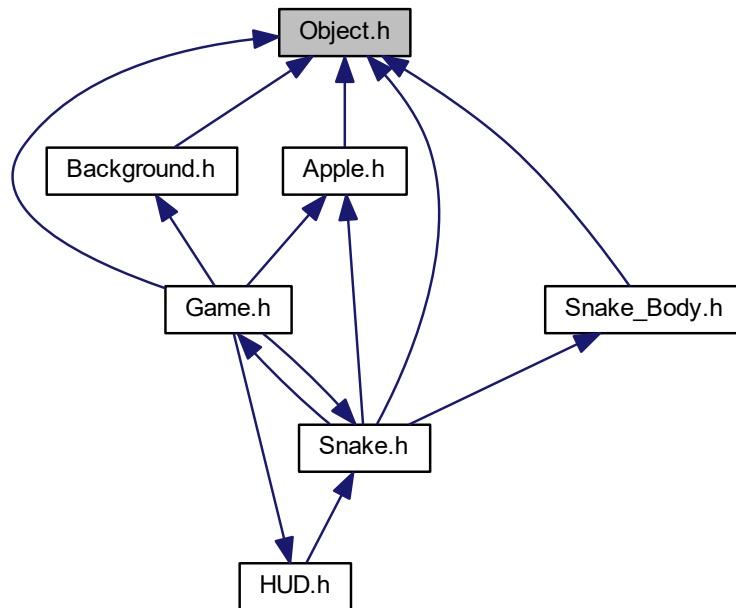 Object.h
Background.h
Apple.h
Game.h
Snake_Body.h
Snake.h
HUD.h